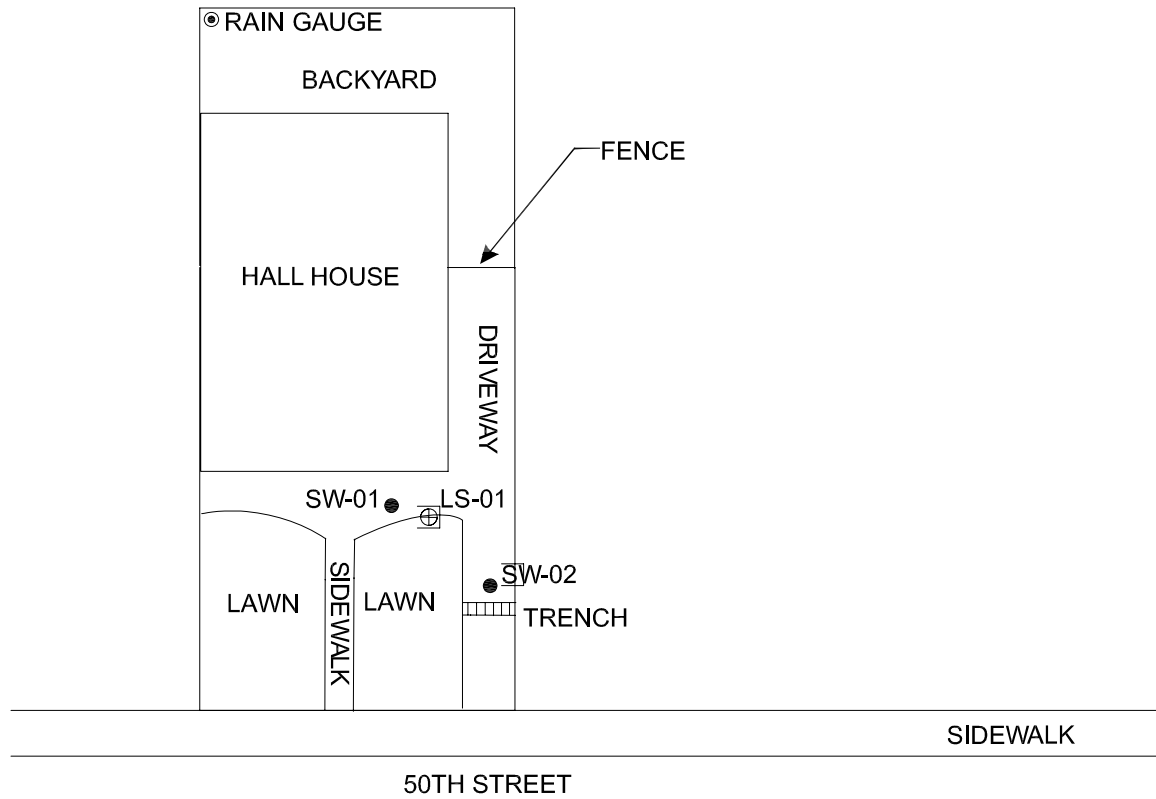 RAIN GAUGE
BACKYARD
FENCE
HALL HOUSE
DRIVEWAY
SW-01
LS-01
SW-02
SIDEWALK
LAWN
LAWN
TRENCH
SIDEWALK
50TH STREET